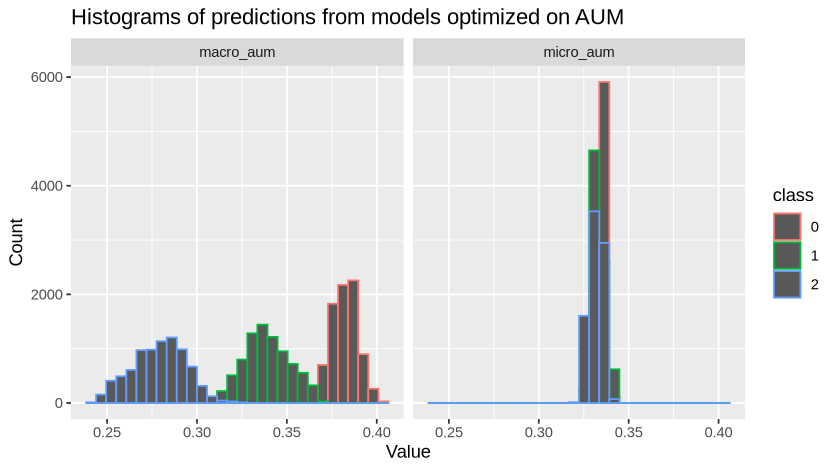 Histograms of predictions from models optimized on AUM
macro_aum
micro_aum
6000
4000
2000
0
Count
0.25
0.30
0.35
0.40
0.25
0.30
0.35
0.40
Value
class
0
1
2